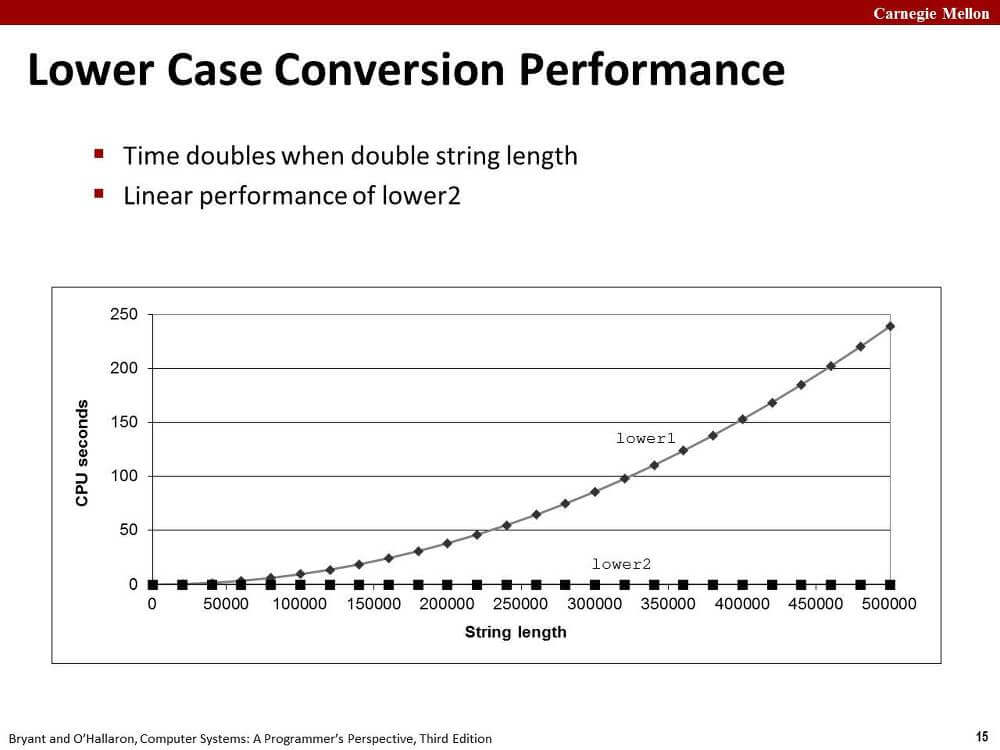 Carnegie Mellon
Lower Case Conversion Performance
Time doubles when double string length
Linear performance of lower2
250
200
150
100
50
0
CPU seconds
lower1
lower2
0 50000 100000 150000 200000 250000 300000 350000 400000 450000 500000
String length
Bryant and O’Hallaron, Computer Systems: A Programmer’s Perspective, Third Edition
15